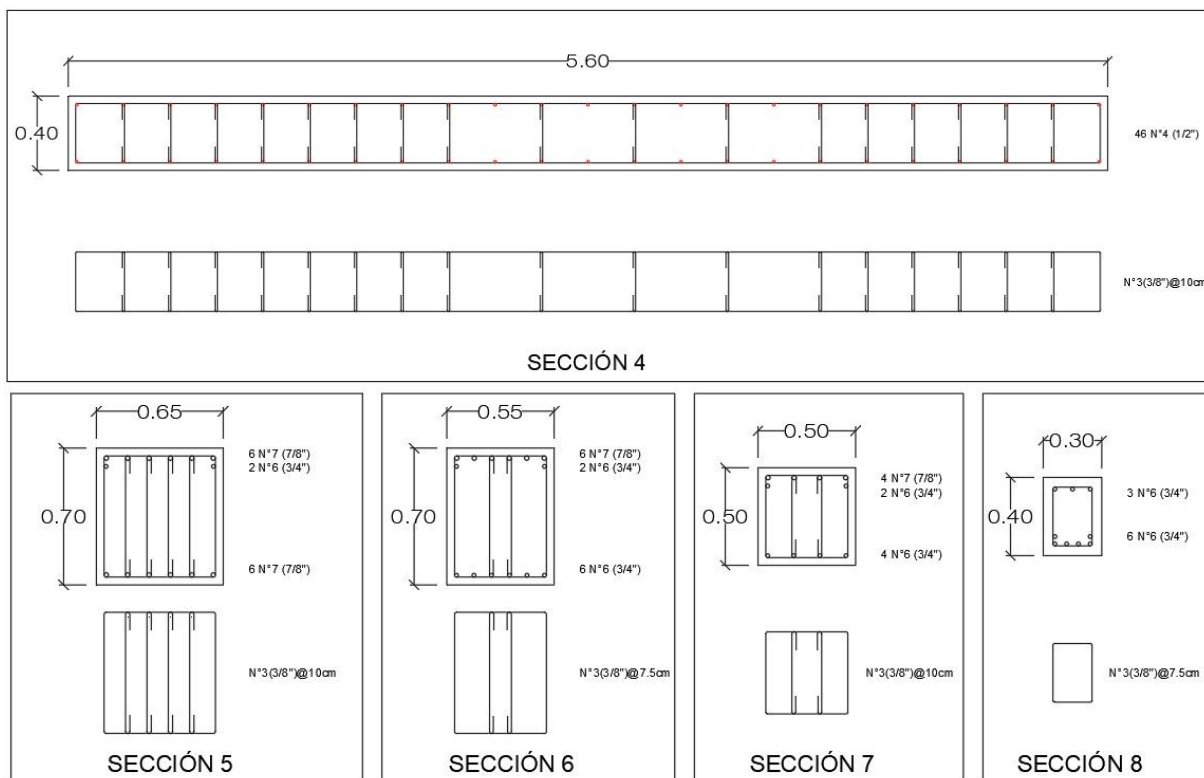 5.60
0.40
46 N°4 (1/2")
N°3(3/8")@10cm
SECCIÓN 4
0.65
6 N°7 (7/8")
2 N°6 (3/4")
0.70
6 N°7 (7/8")
N°3(3/8")@10cm
SECCIÓN 5
0.55
6 N°7 (7/8")
2 N°6 (3/4")
0.70
6 N°6 (3/4")
N°3(3/8")@7.5cm
SECCIÓN 6
0.50
4 N°7 (7/8")
2 N°6 (3/4")
0.50
4 N°6 (3/4")
N°3(3/8")@10cm
SECCIÓN 7
0.30
3 N°6 (3/4")
0.40
6 N°6 (3/4")
N°3(3/8")@7.5cm
SECCIÓN 8